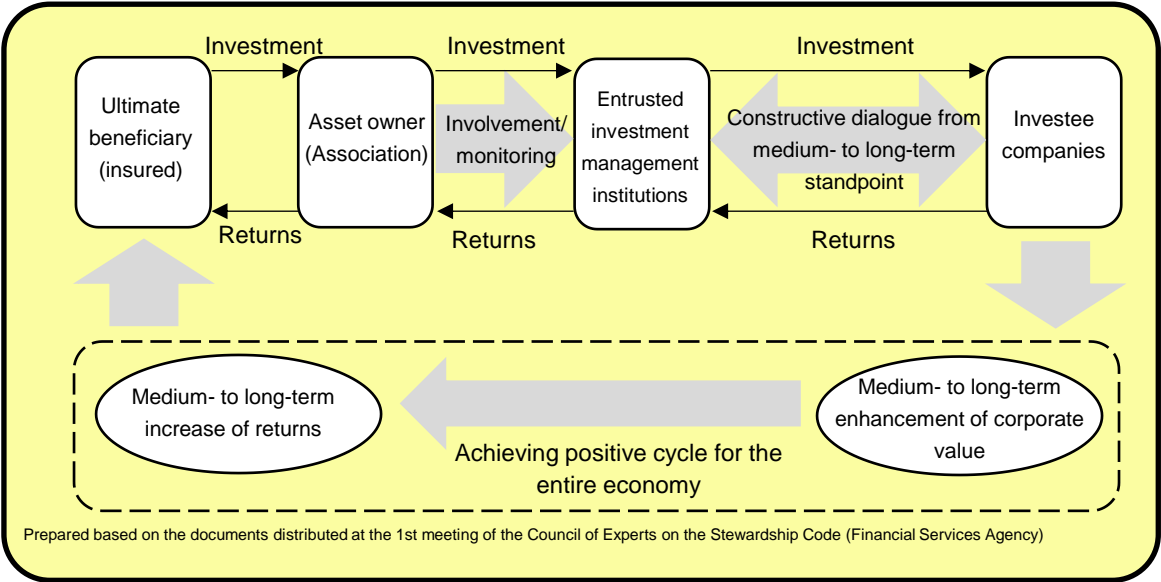 Investment
Investment
Investment
Ultimate
beneficiary
(insured)
Asset owner
(Association)
Involvement/
monitoring
Entrusted
investment
management
institutions
Constructive dialogue from
medium- to long-term
standpoint
Investee
companies
Returns
Returns
Returns
Medium- to long-term
increase of returns
Medium- to long-term
enhancement of corporate
value
Achieving positive cycle for the
entire economy
Prepared based on the documents distributed at the 1st meeting of the Council of Experts on the Stewardship Code (Financial Services Agency)